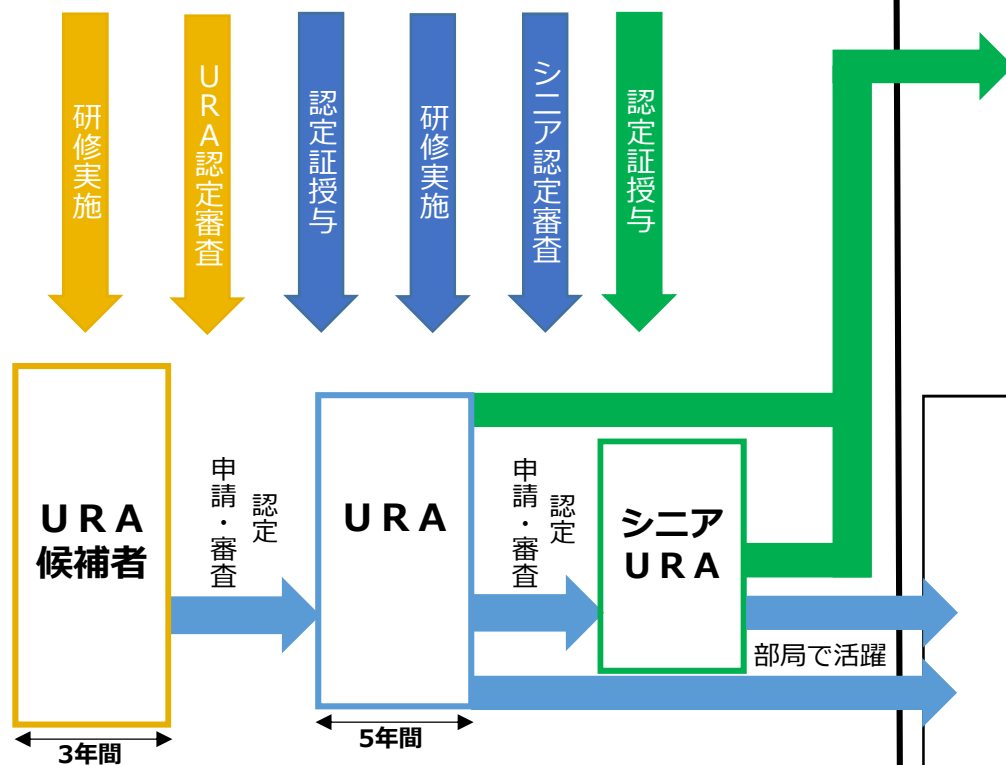 研修実施
URA認定審査
認定証授与
研修実施
シニア認定審査
認定証授与
URA
候補者
申請・審査
認定
URA
申請・審査
認定
シニア
URA
部局で活躍
3年間
5年間